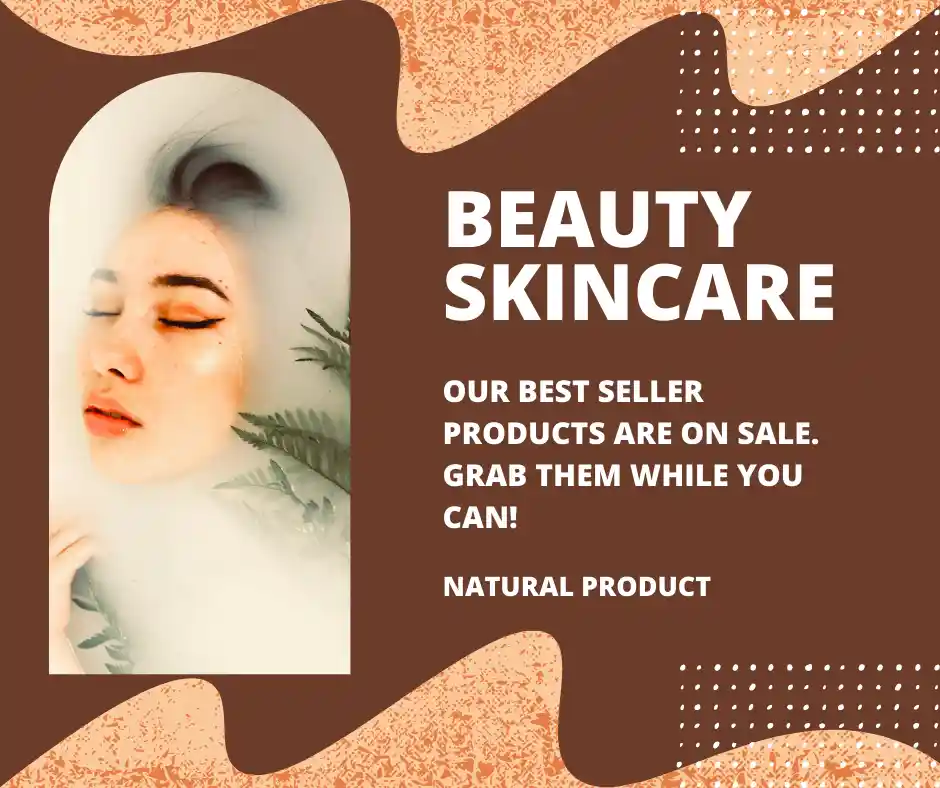 BEAUTY
SKINCARE
OUR BEST SELLER
PRODUCTS ARE ON SALE.
GRAB THEM WHILE YOU
CAN!
NATURAL PRODUCT